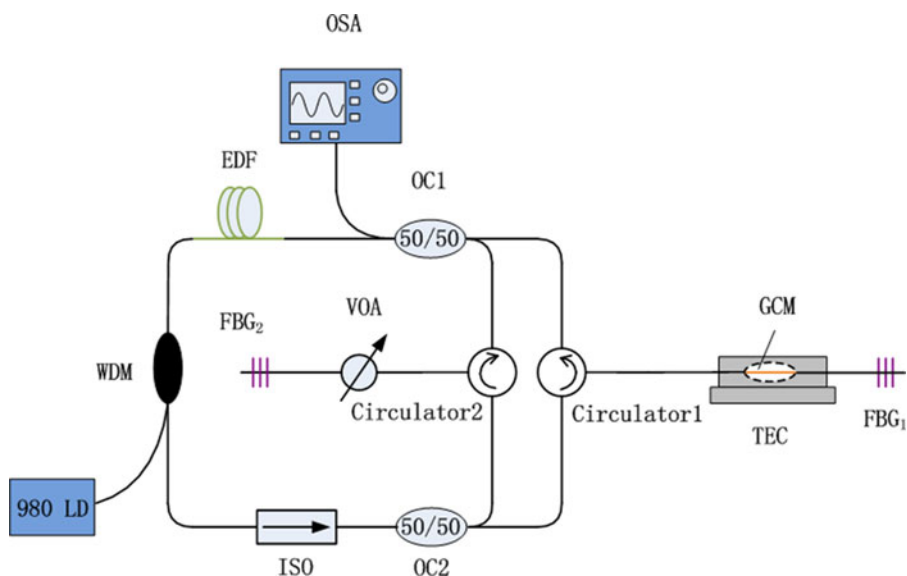 OSA
EDF
OC1
50/50
FBG₂
VOA
GCM
WDM
Circulator2
Circulator1
FBG₁
TEC
980 LD
50/50
ISO
OC2